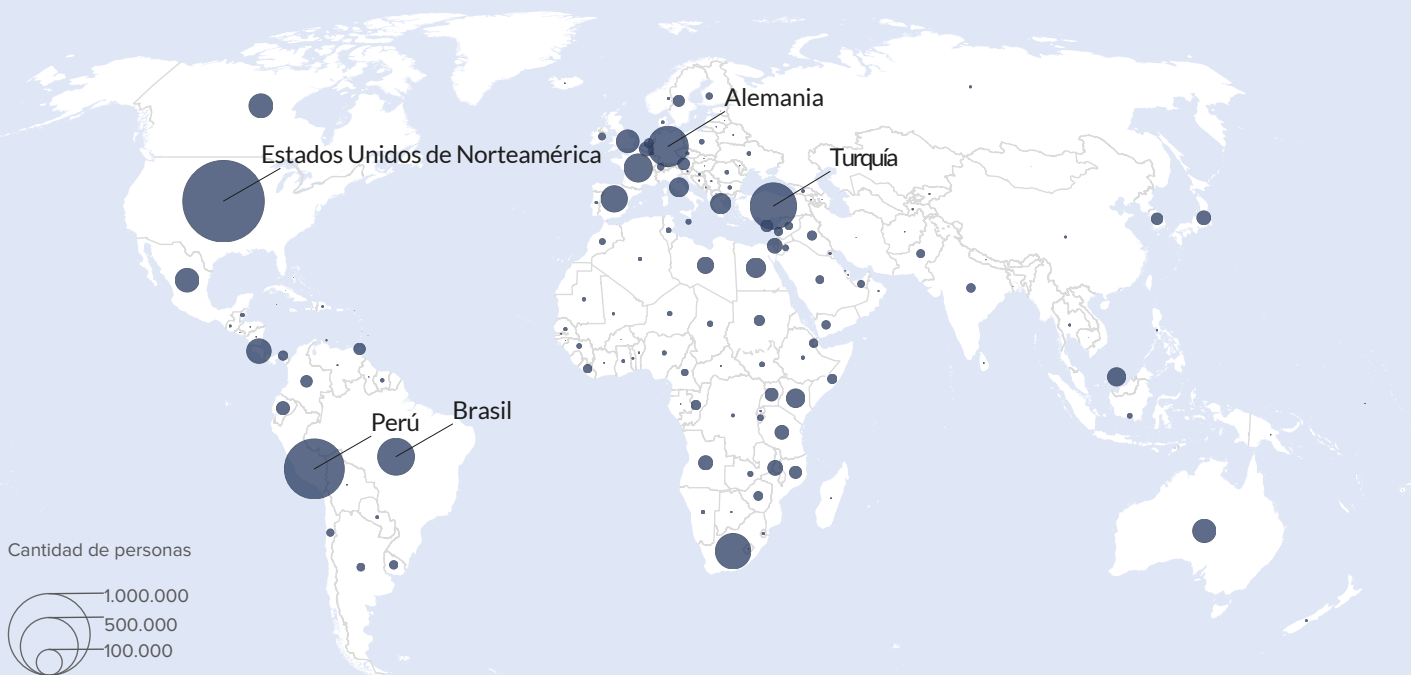 Alemania
Estados Unidos de Norteamérica
Turquía
Brasil
Perú
Cantidad de personas
1.000.000
500.000
100.000